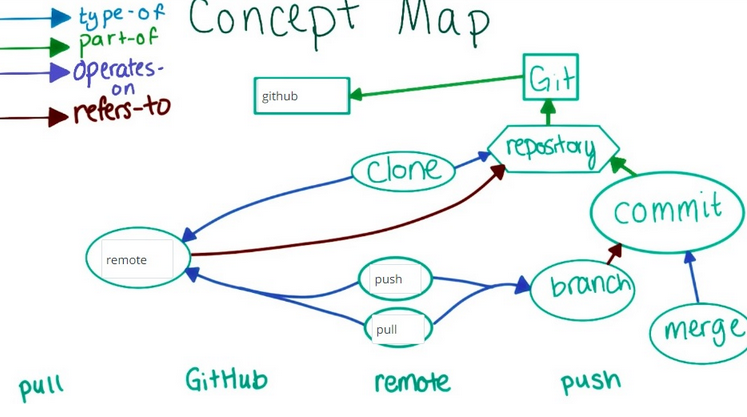 Concept Map
type-of
part-of
operates-
on
refers-to
Git
github
repository
clone
commit
remote
push
branch
pull
merge
pull GitHub remote push